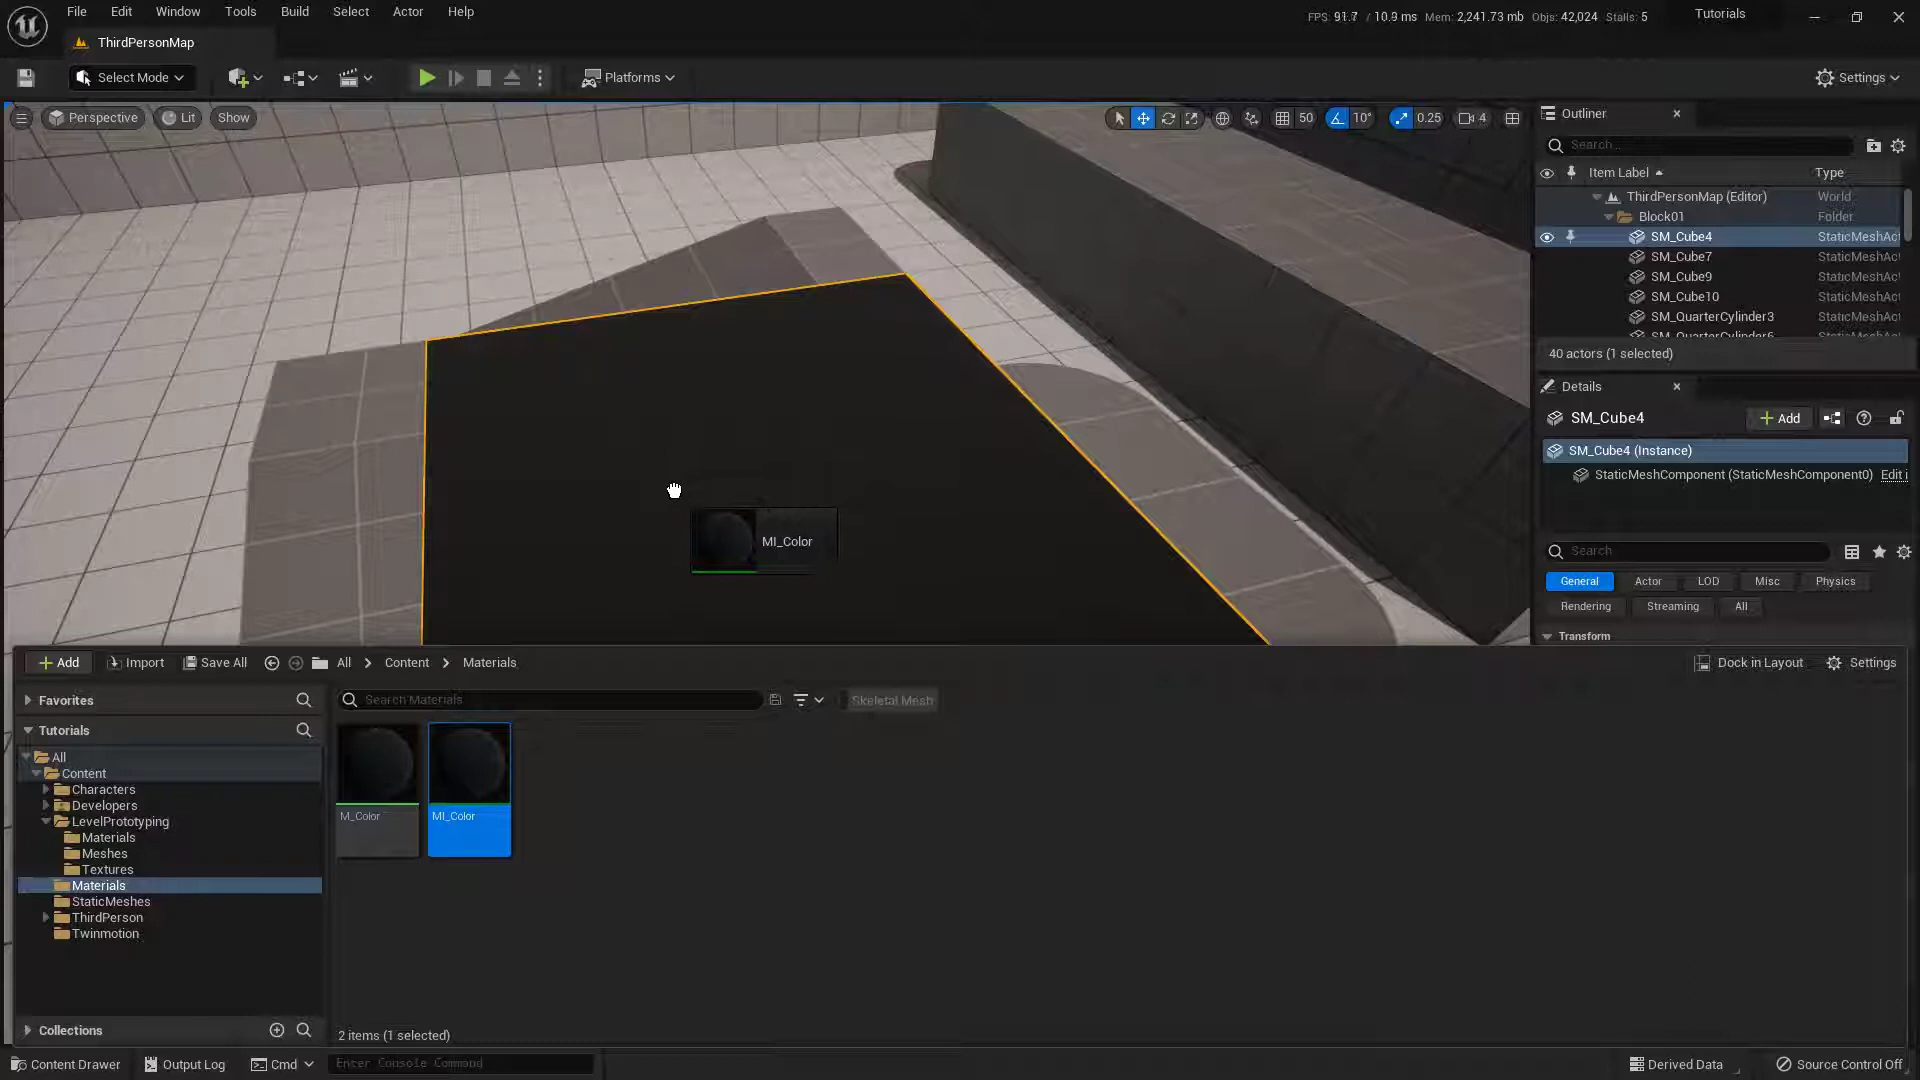 File Edit Window Tools Build Select Actor Help
FPS: 91.7 / 10.9 ms Mem: 2,241.73 mb Objs: 42,024 Stalls: 5
Tutorials
ThirdPersonMap
Select Mode
Platforms
Settings
Perspective Lit Show
50 10° 0.25 4
Outliner
Search...
Item Label Type
ThirdPersonMap (Editor) World
Block01 Folder
SM_Cube4 StaticMeshAct
SM_Cube7 StaticMeshAct
SM_Cube9 StaticMeshAct
SM_Cube10 StaticMeshAct
SM_QuarterCylinder3 StaticMeshAct
SM_QuarterCylinder6 StaticMeshAct
40 actors (1 selected)
Details
SM_Cube4
Add
SM_Cube4 (Instance)
StaticMeshComponent (StaticMeshComponent0) Edit i
Search
General Actor LOD Misc Physics
Rendering Streaming All
Transform
MI_Color
Add Import Save All All > Content > Materials
Dock in Layout Settings
Favorites
Search Materials
Skeletal Mesh
Tutorials
All
Content
Characters
Developers
LevelPrototyping
Materials
Meshes
Textures
Materials
StaticMeshes
ThirdPerson
Twinmotion
M_Color
MI_Color
Collections
2 items (1 selected)
Content Drawer Output Log Cmd Enter Console Command
Derived Data Source Control Off